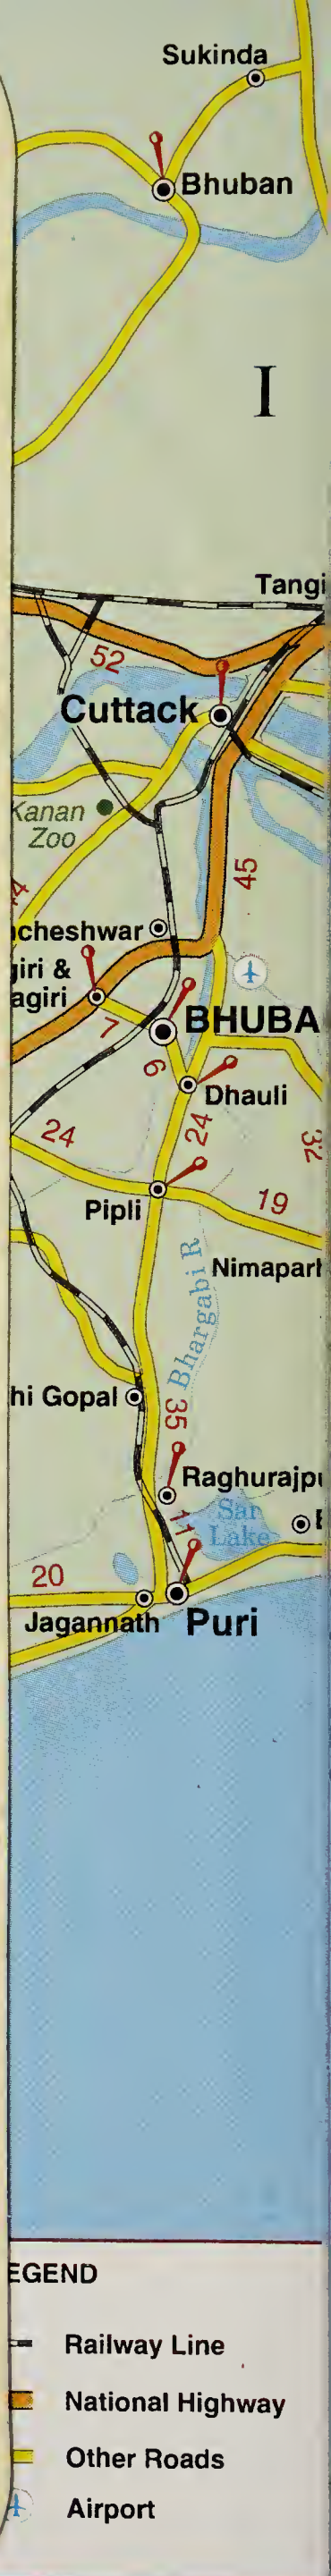 Sukinda
Bhuban
I
Tangi
52
Cuttack
Kanan
Zoo
45
4
cheshwar
giri &
agiri
7
BHUBA
6
Dhauli
24
24
32
Pipli
19
Nimapar
Bhargabi R
hi Gopal
35
Raghurajpu
11
Sar
Lake
20
Jagannath
Puri
EGEND
Railway Line
National Highway
Other Roads
Airport